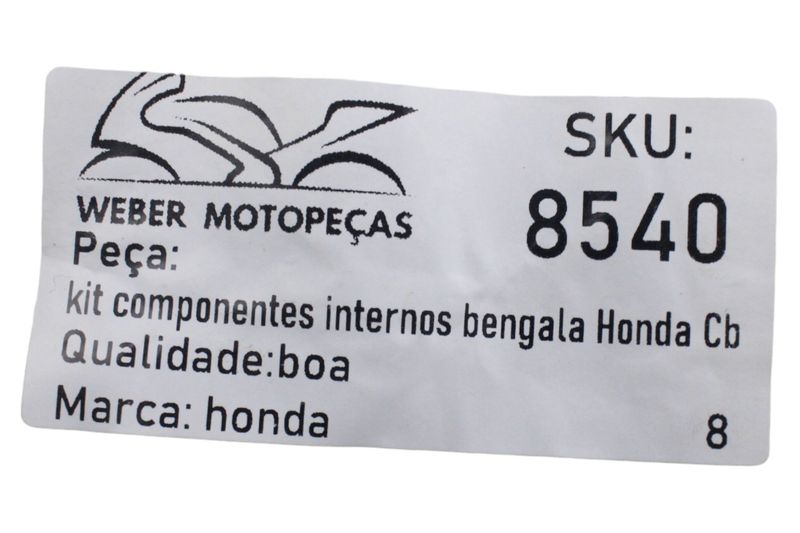 WEBER MOTOPEÇAS
SKU:
8540
Peça:
kit componentes internos bengala Honda Cb
Qualidade:boa
Marca: honda
8